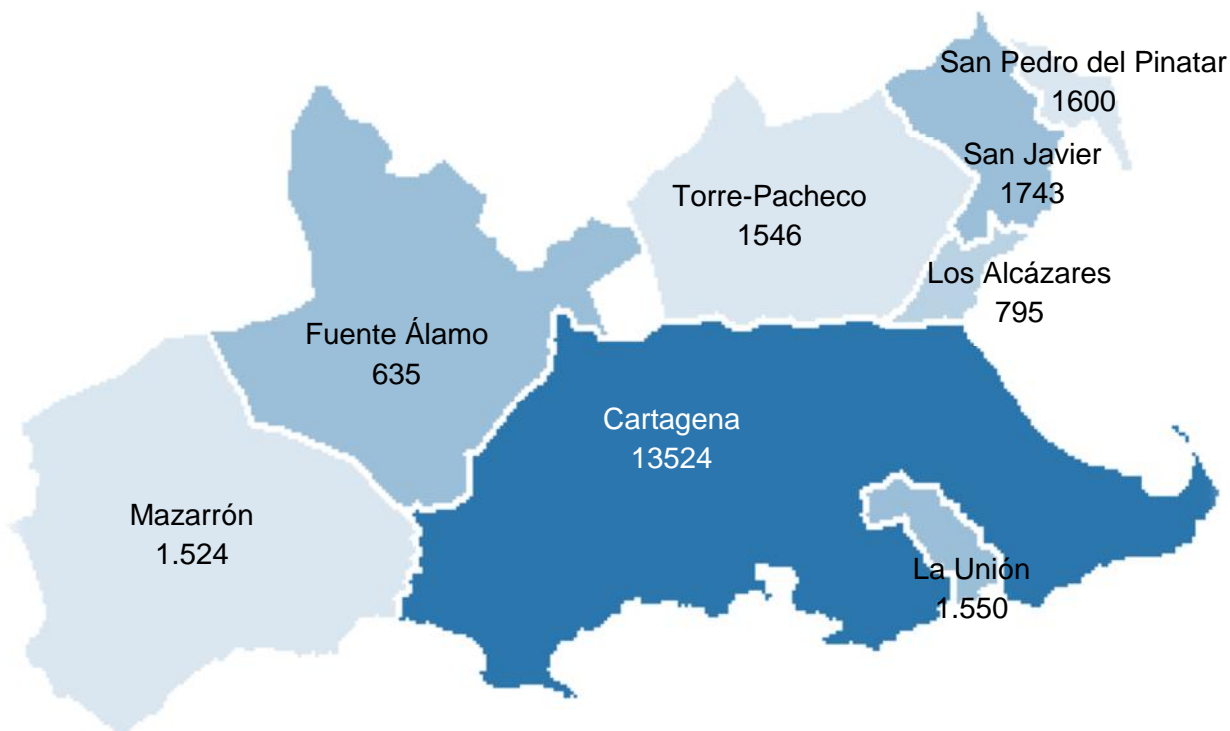 San Pedro del Pinatar
1600
San Javier
1743
Torre-Pacheco
1546
Los Alcázares
795
Fuente Álamo
635
Cartagena
13524
Mazarrón
1.524
La Unión
1.550